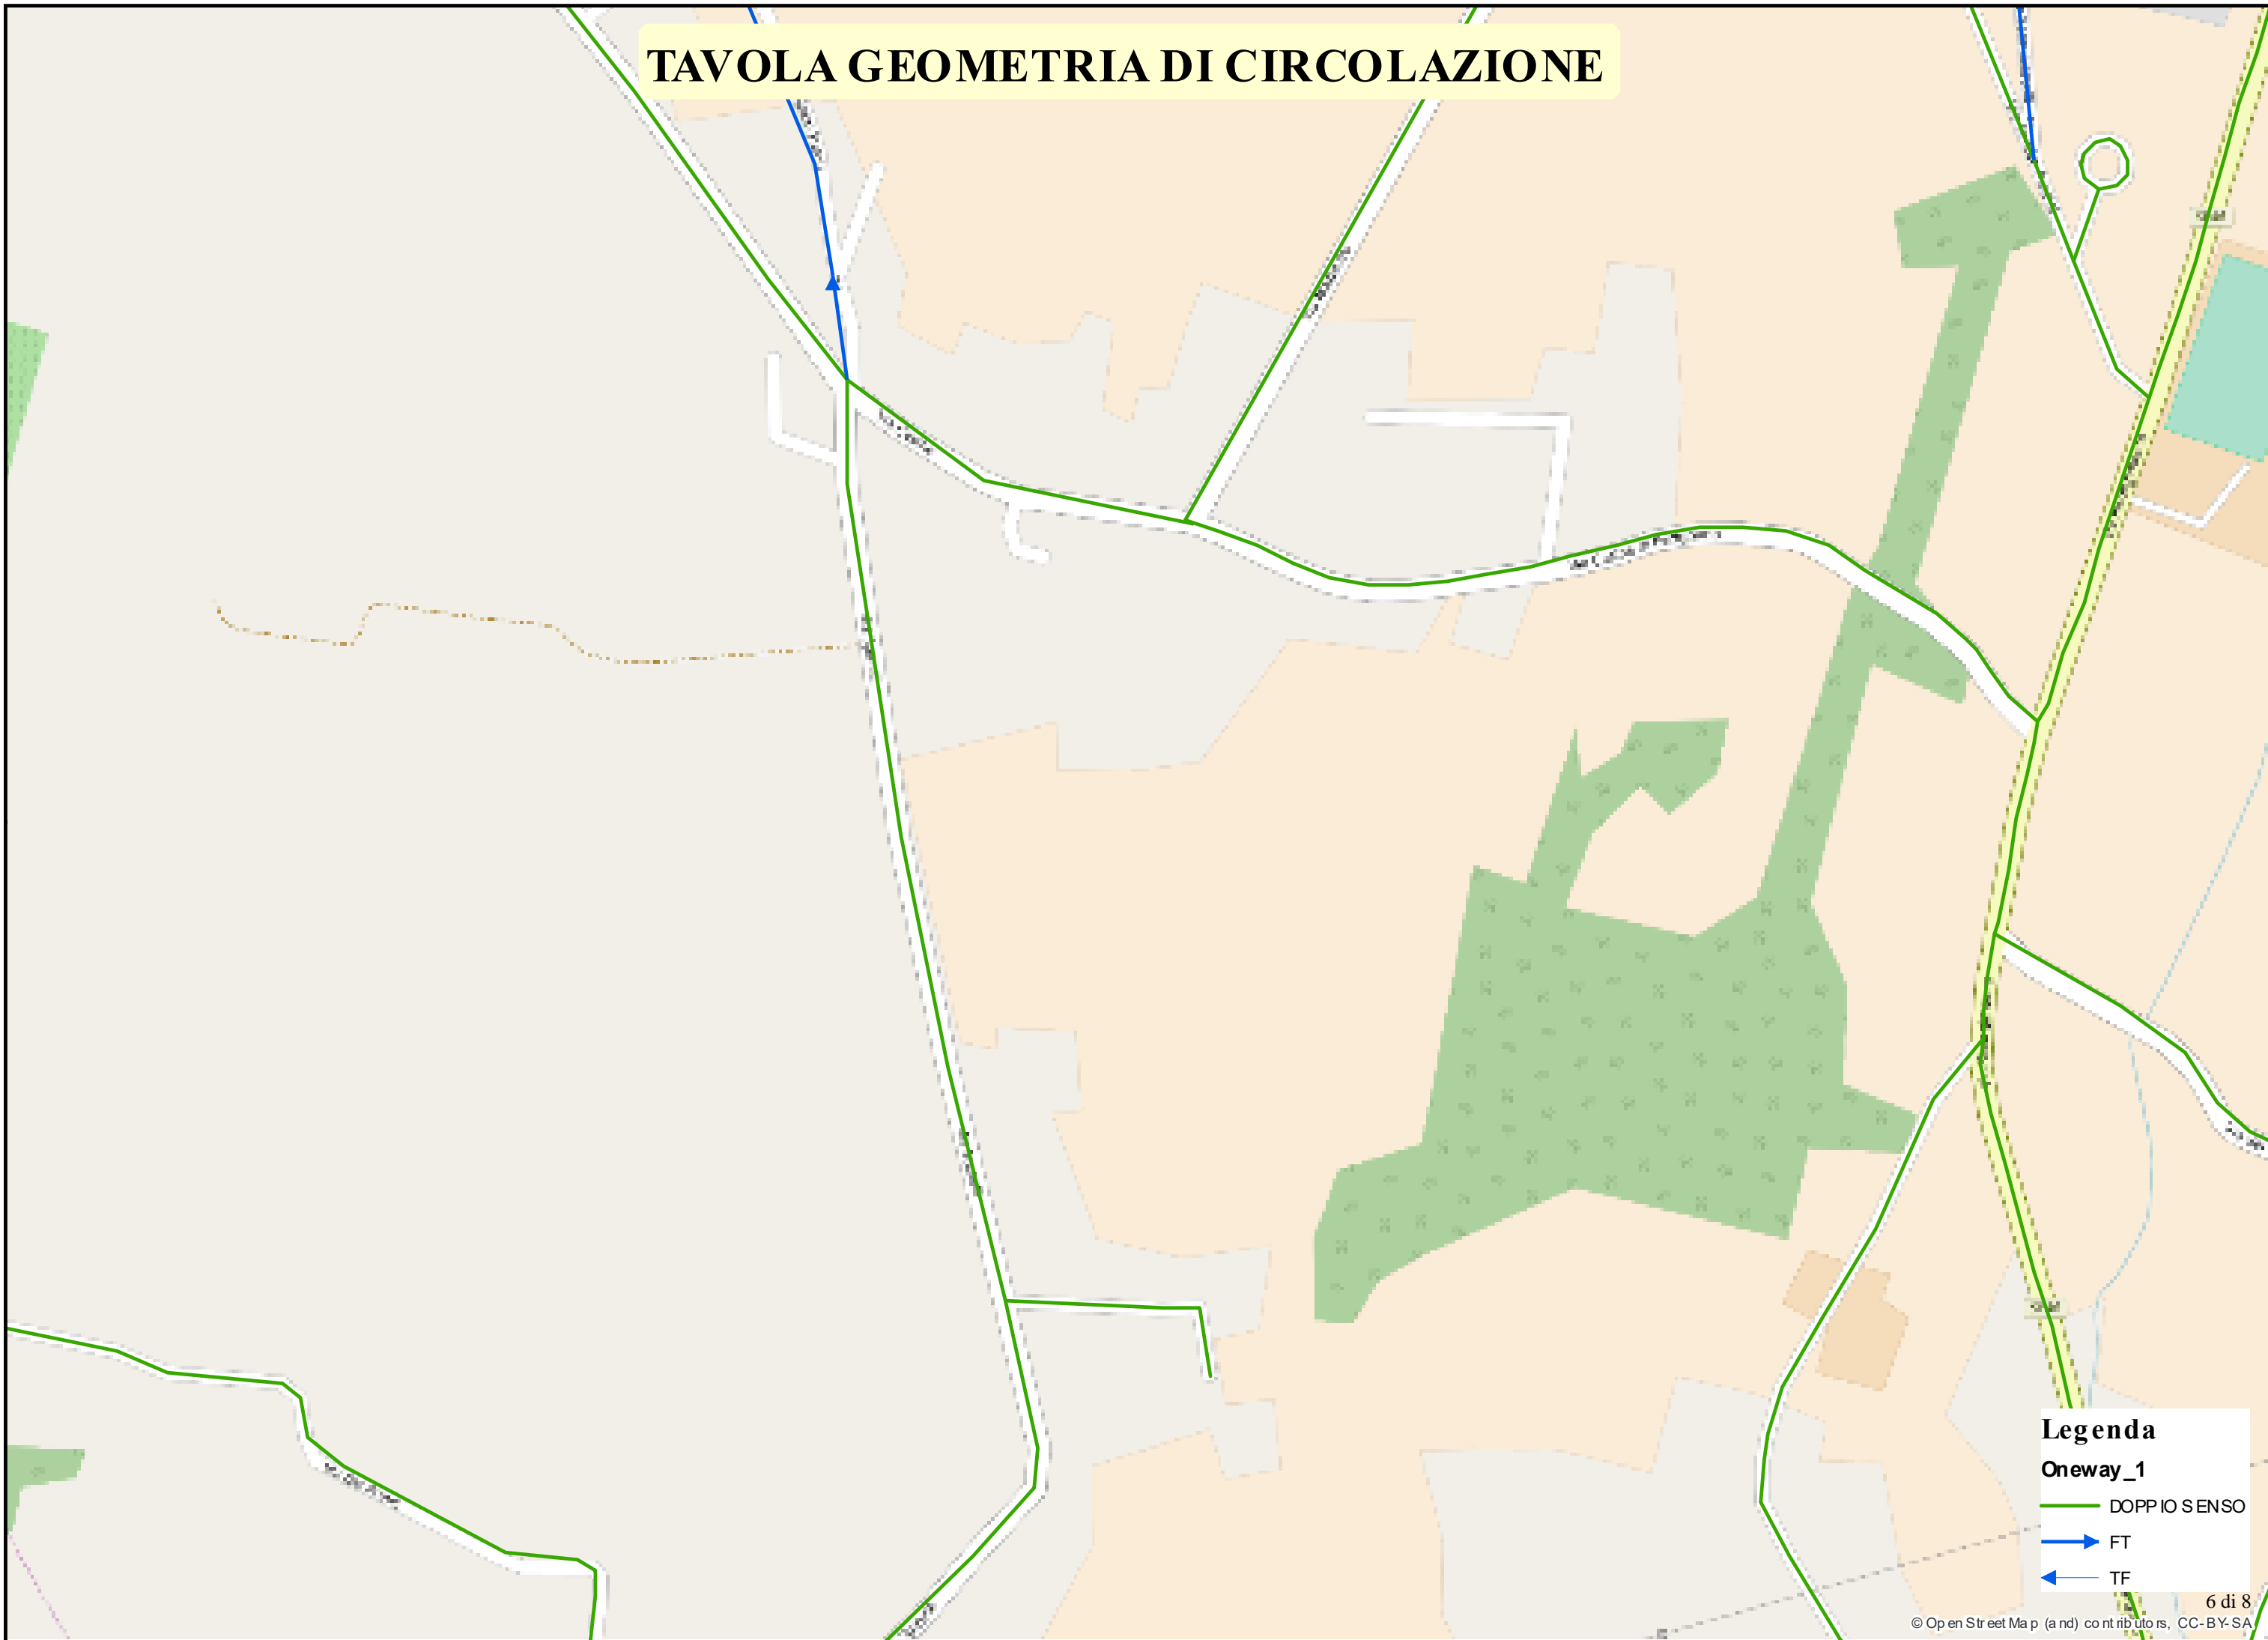 TAVOLA GEOMETRIA DI CIRCOLAZIONE
Legenda
Oneway_1
DOPPIO SENSO
FT
TF
6 di 8
© OpenStreetMap (and) contributors, CC-BY-SA